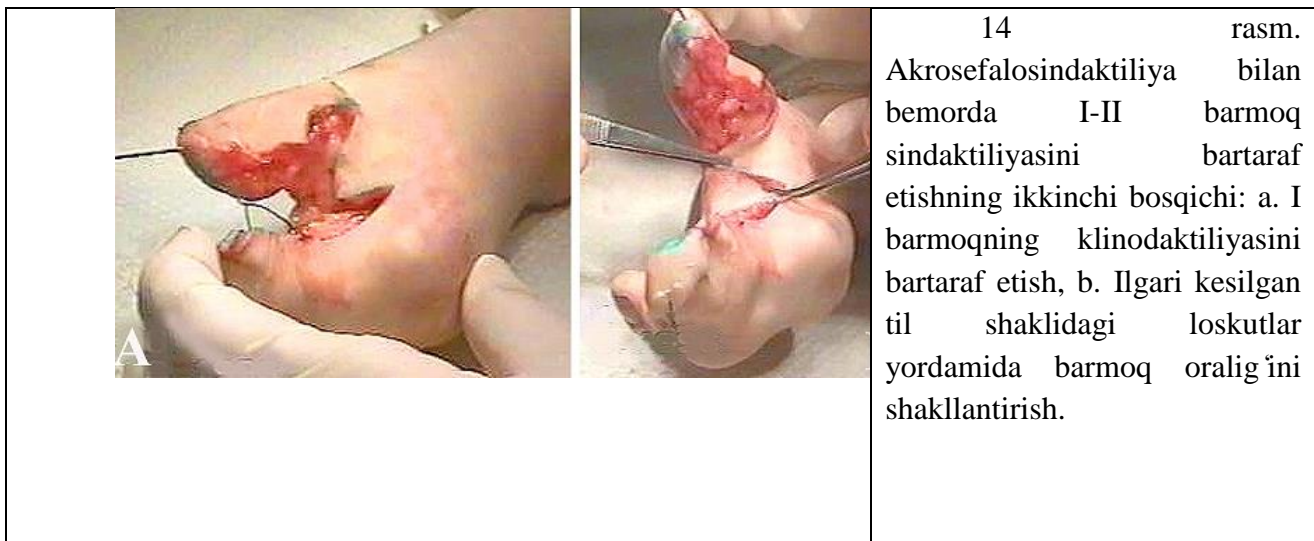 14 rasm.
Akrosefalosindaktiliya bilan
bemorda I-II barmoq
sindaktiliyasini bartaraf
etishning ikkinchi bosqichi: a. I
barmoqning klinodaktiliyasini
bartaraf etish, b. Ilgari kesilgan
til shaklidagi loskutlar
yordamida barmoq oralig‘ini
shakllantirish.
A